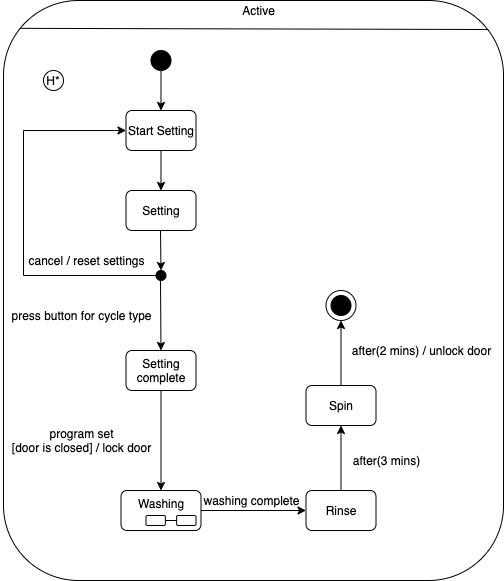 Active
H*
Start Setting
Setting
cancel / reset settings
press button for cycle type
Setting
complete
program set
[door is closed] / lock door
Washing
washing complete
Rinse
after(3 mins)
Spin
after(2 mins) / unlock door